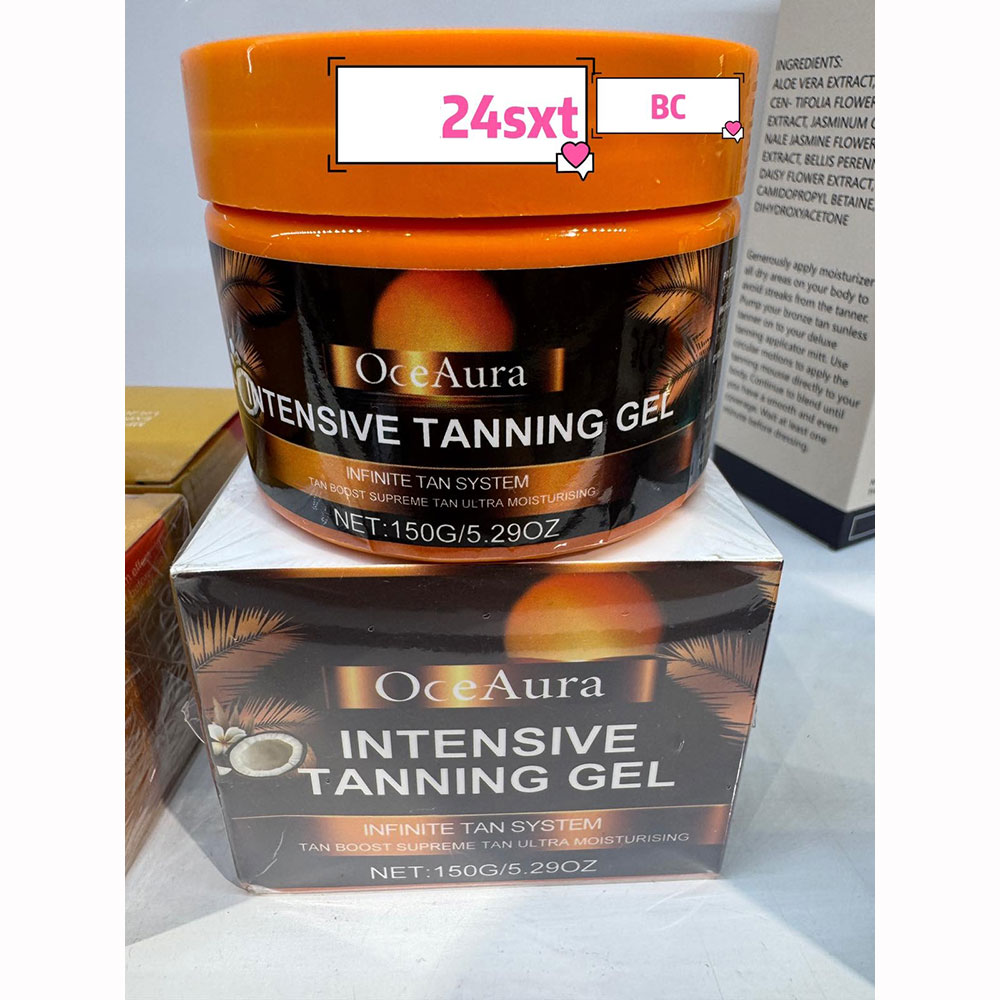 24sxt
BC
OceAura
INTENSIVE TANNING GEL
INFINITE TAN SYSTEM
TAN BOOST SUPREME TAN ULTRA MOISTURISING
NET:150G/5.29OZ
OceAura
INTENSIVE
TANNING GEL
INFINITE TAN SYSTEM
TAN BOOST SUPREME TAN ULTRA MOISTURISING
NET:150G/5.29OZ
INGREDIENTS:
ALOE VERA EXTRACT,
CEN- TIFOLIA FLOWER
EXTRACT, JASMINUM
NALE JASMINE FLOWER
EXTRACT, BELLIS
DAISY FLOWER EXTRACT,
CAMIDOPROPYL BETAINE,
DIHYDROXYACETONE
Generously apply moisturizer
all dry areas on your body to
avoid streaks from the tanner.
Pump your bronze tan sunless
tanner on to your deluxe
tanning applicator mitt. Use
circular motions to apply the
tanning mousse directly to your
body. Continue to blend until
you have a smooth and even
coverage. Wait at least one
minute before dressing.